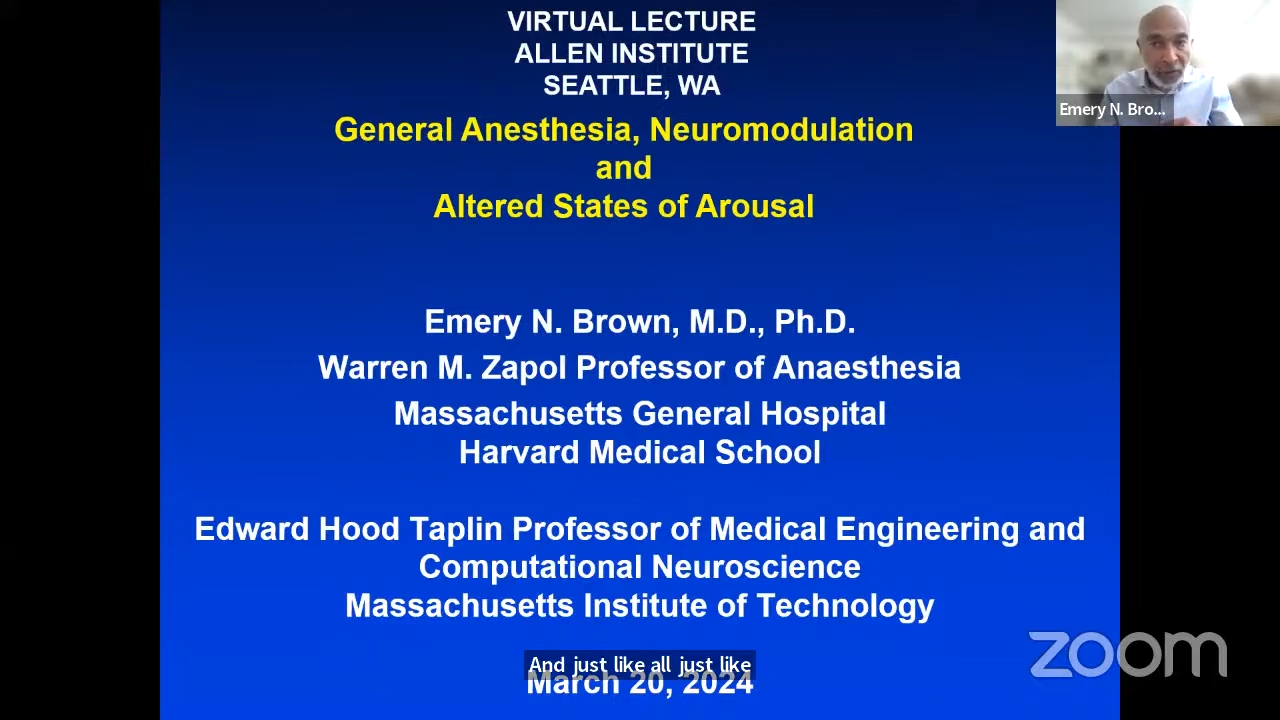 VIRTUAL LECTURE
ALLEN INSTITUTE
SEATTLE, WA
General Anesthesia, Neuromodulation
and
Altered States of Arousal
Emery N. Bro...
Emery N. Brown, M.D., Ph.D.
Warren M. Zapol Professor of Anaesthesia
Massachusetts General Hospital
Harvard Medical School
Edward Hood Taplin Professor of Medical Engineering and
Computational Neuroscience
Massachusetts Institute of Technology
And just like all just like
March 20, 2024
zoom